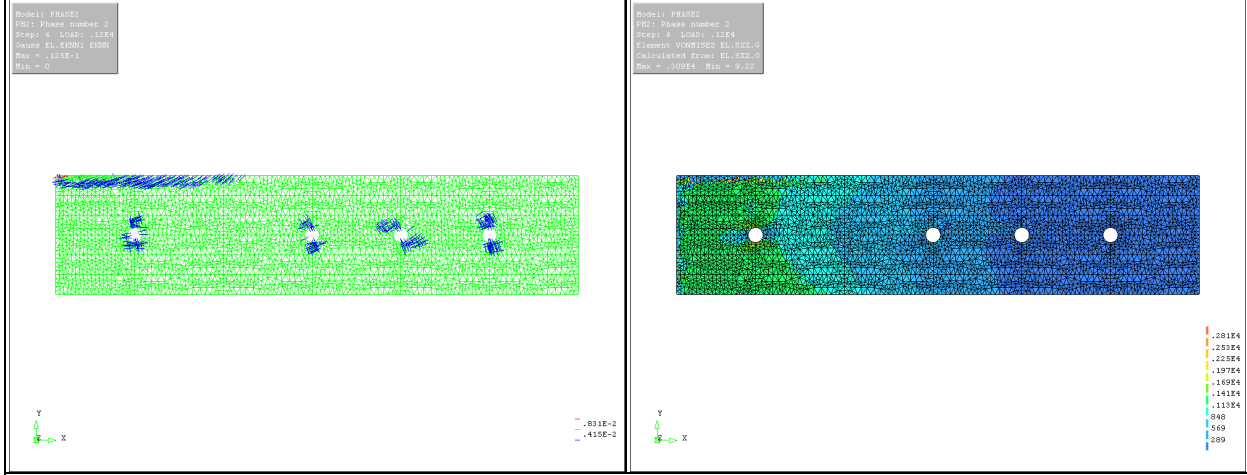 Model: PHASE2
PH2: Phase number 2
Step: 6 LOAD: .12E4
Gauss EL.EKNN1 EKNN
Max = .125E-1
Min = 0
Y
Z
X
.831E-2
.415E-2
Model: PHASE2
PH2: Phase number 2
Step: 6 LOAD: .12E4
Element VONMISES EL.SXX.G
Calculated from: EL.SXX.G
Max = .309E4 Min = 9.22
.281E4
.253E4
.225E4
.197E4
.169E4
.141E4
.113E4
848
569
289
Y
Z
X